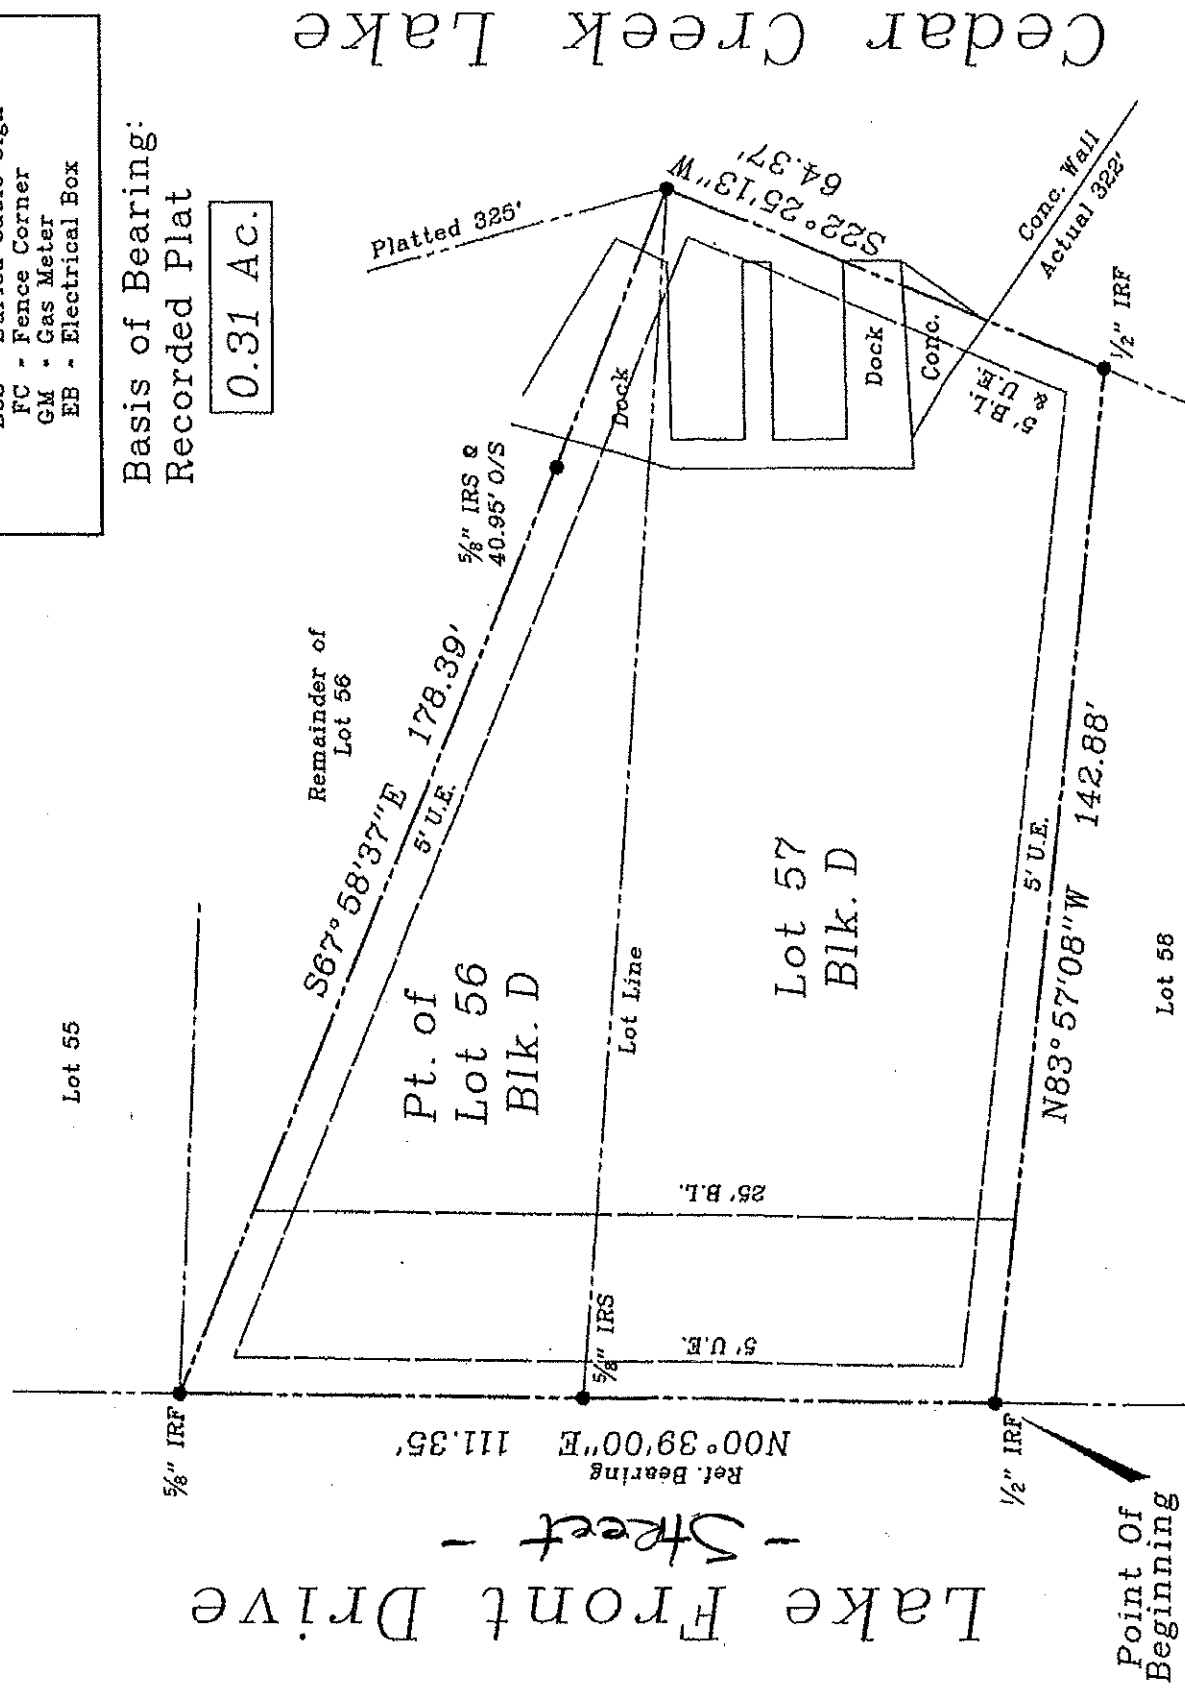 FC - Fence Corner
GM - Gas Meter
EB - Electrical Box
Basis of Bearing:
Recorded Plat
0.31 Ac.
Cedar Creek Lake
Platted 325'
S22°25'13"W
64.37'
Conc. Wall
Actual 322'
1/2" IRF
Dock
Dock
Conc.
5' B.L.
& U.E.
5/8" IRS @
40.95' O/S
Remainder of
Lot 56
S67°58'37"E 178.39'
5' U.E.
Lot 55
Pt. of
Lot 56
Blk. D
Lot Line
Lot 57
Blk. D
5' U.E.
N83°57'08"W 142.88'
Lot 58
25' B.L.
5' U.E.
5/8" IRS
5/8" IRF
N00°39'00"E 111.35'
Ref. Bearing
1/2" IRF
- Street -
Lake Front Drive
Point Of
Beginning